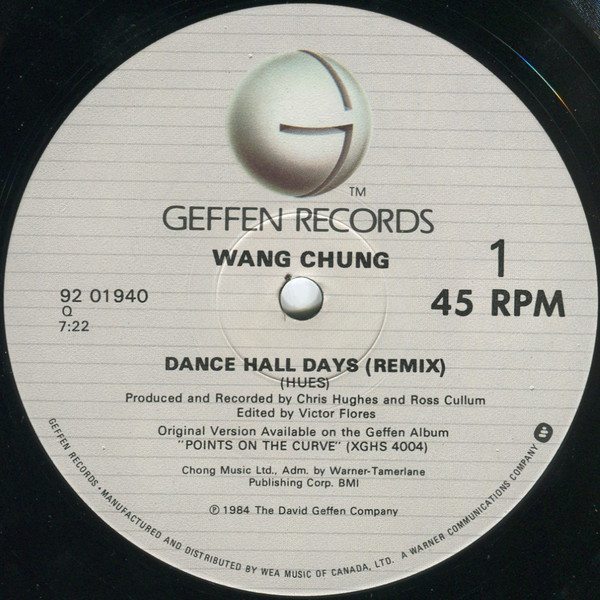 TM
GEFFEN RECORDS
WANG CHUNG
1
92 01940
Q
7:22
45 RPM
DANCE HALL DAYS (REMIX)
(HUES)
Produced and Recorded by Chris Hughes and Ross Cullum
Edited by Victor Flores
Original Version Available on the Geffen Album
"POINTS ON THE CURVE" (XGHS 4004)
Chong Music Ltd., Adm. by Warner-Tamerlane
Publishing Corp. BMI
Ⓟ 1984 The David Geffen Company
GEFFEN RECORDS • MANUFACTURED AND DISTRIBUTED BY WEA MUSIC OF CANADA, LTD. A WARNER COMMUNICATIONS COMPANY